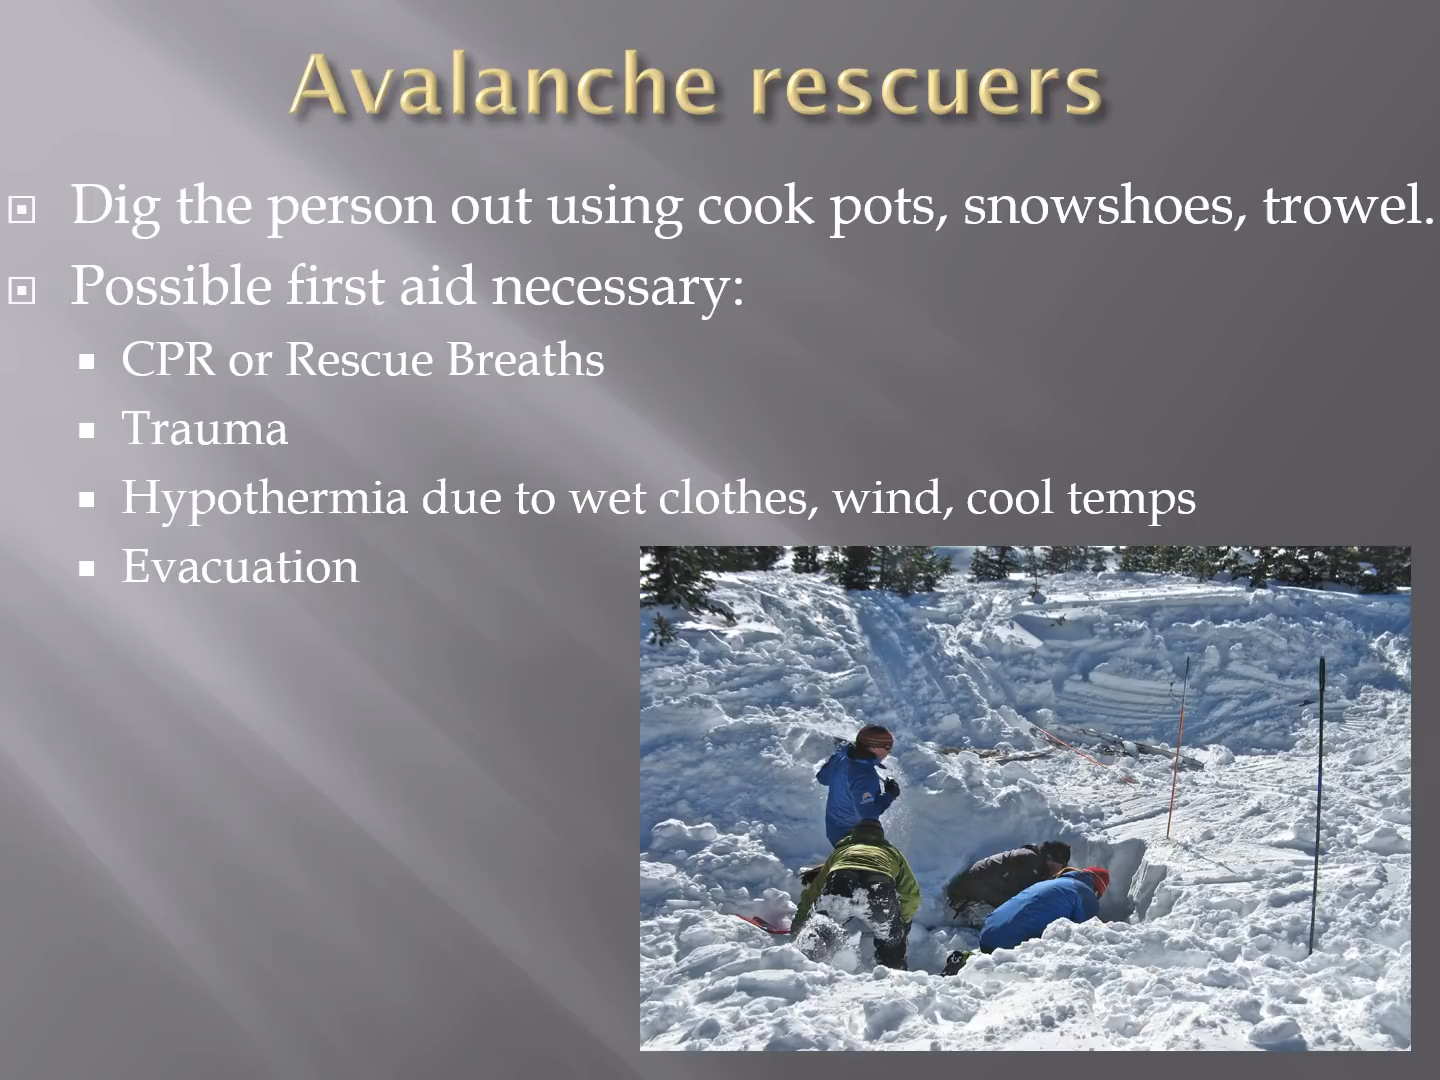 Avalanche rescuers
Dig the person out using cook pots, snowshoes, trowel.
Possible first aid necessary:
CPR or Rescue Breaths
Trauma
Hypothermia due to wet clothes, wind, cool temps
Evacuation